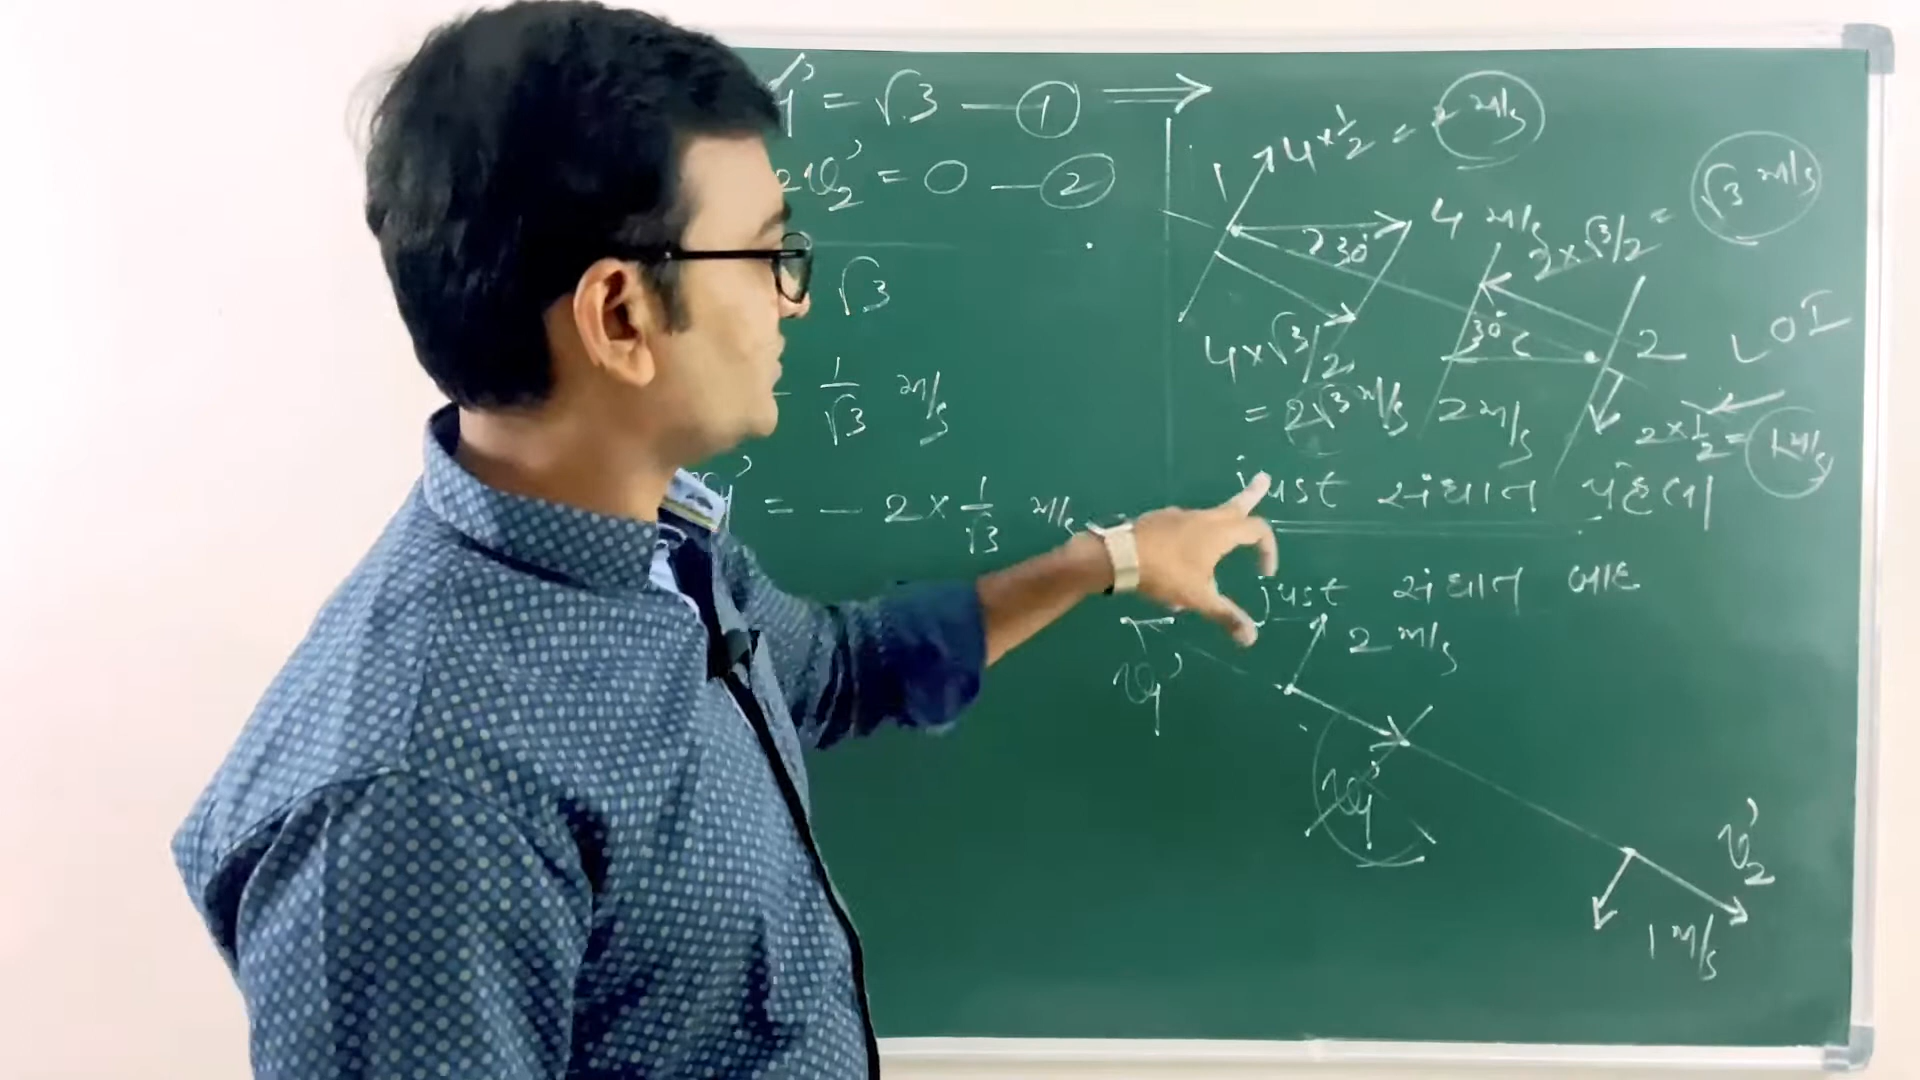 = √3 — ①
2v₂' = 0 — ②
√3
1/√3 m/s
= - 2 × 1/√3 m/s
1
4 × 1/2 = 2 m/s
4 m/s
30°
2 × √3/2 = √3 m/s
4 × √3/2 = 2√3 m/s
30°
2
LOI
2 m/s
2 × 1/2 = 1 m/s
just સંઘાત પહેલા
just સંઘાત બાદ
2 m/s
v₁'
v₁'
v₂'
1 m/s